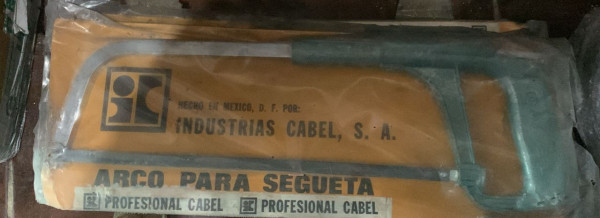 HECHO EN MEXICO, D. F. POR:
INDUSTRIAS CABEL, S. A.
ARCO PARA SEGUETA
PROFESIONAL CABEL PROFESIONAL CABEL